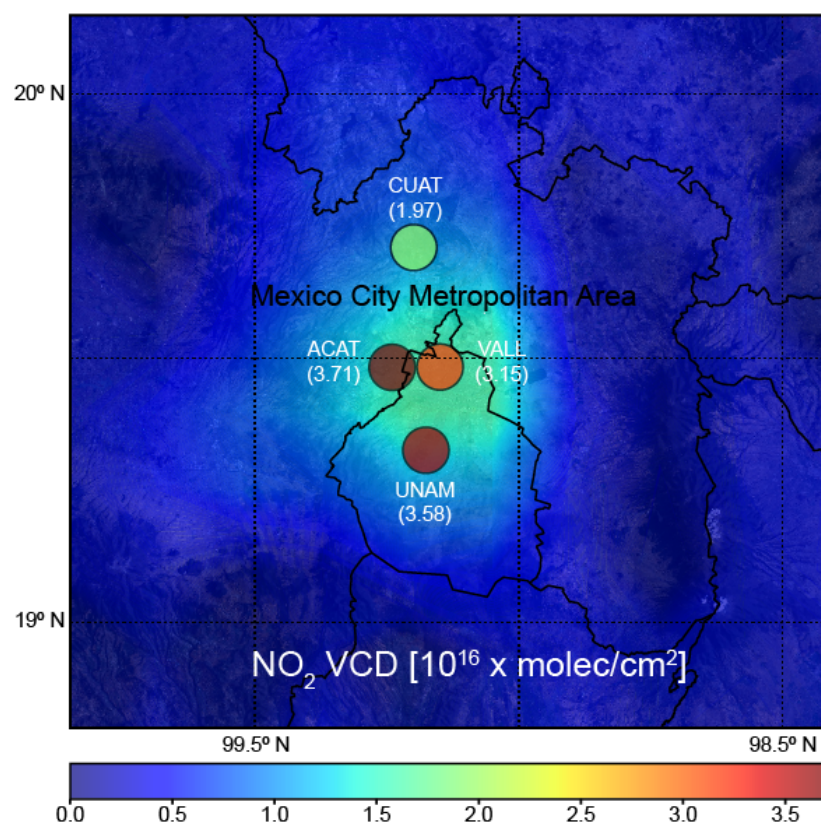 20º N
CUAT
(1.97)
Mexico City Metropolitan Area
ACAT
(3.71)
VALL
(3.15)
UNAM
(3.58)
19º N
NO₂ VCD [10¹⁶ x molec/cm²]
99.5º N
98.5º N
0.0 0.5 1.0 1.5 2.0 2.5 3.0 3.5